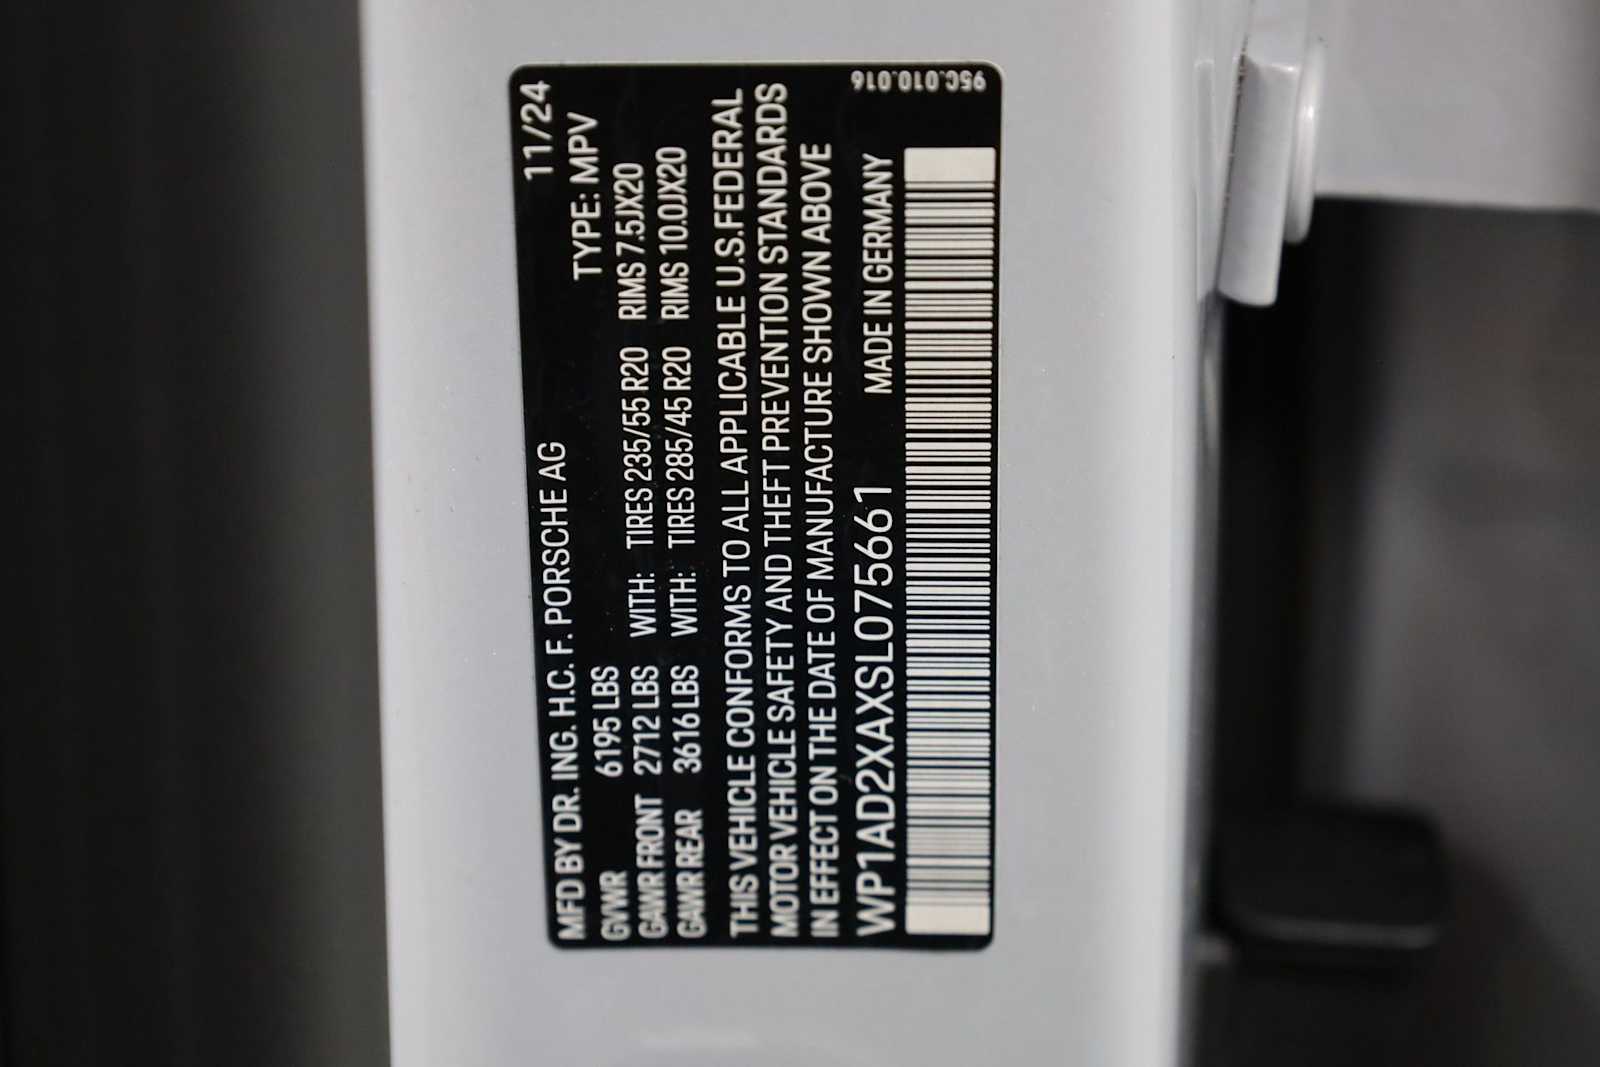 MFD BY DR. ING. H.C. F. PORSCHE AG 11/24
TYPE: MPV
GVWR 6195 LBS
GAWR FRONT 2712 LBS WITH: TIRES 235/55 R20 RIMS 7.5JX20
GAWR REAR 3616 LBS WITH: TIRES 285/45 R20 RIMS 10.0JX20
THIS VEHICLE CONFORMS TO ALL APPLICABLE U.S.FEDERAL
MOTOR VEHICLE SAFETY AND THEFT PREVENTION STANDARDS
IN EFFECT ON THE DATE OF MANUFACTURE SHOWN ABOVE
WP1AD2XAXSL075661 MADE IN GERMANY
95C.010.016